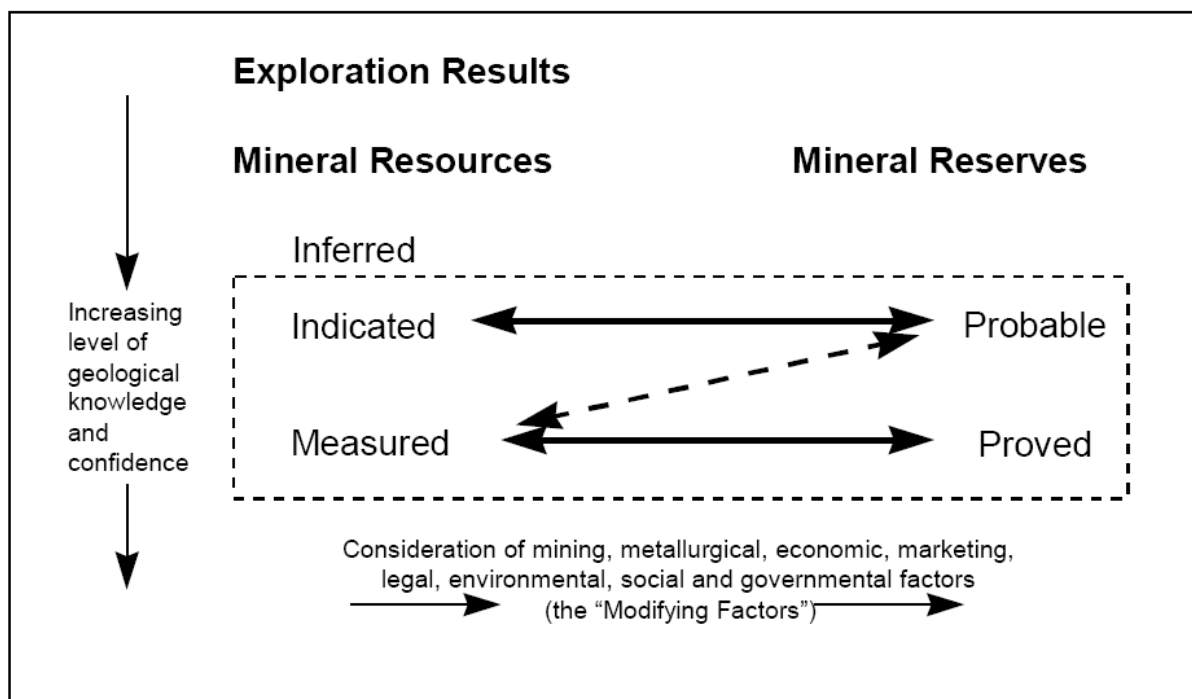 Exploration Results
Mineral Resources
Mineral Reserves
Inferred
Indicated
Probable
Measured
Proved
Increasing
level of
geological
knowledge
and
confidence
Consideration of mining, metallurgical, economic, marketing,
legal, environmental, social and governmental factors
(the “Modifying Factors”)